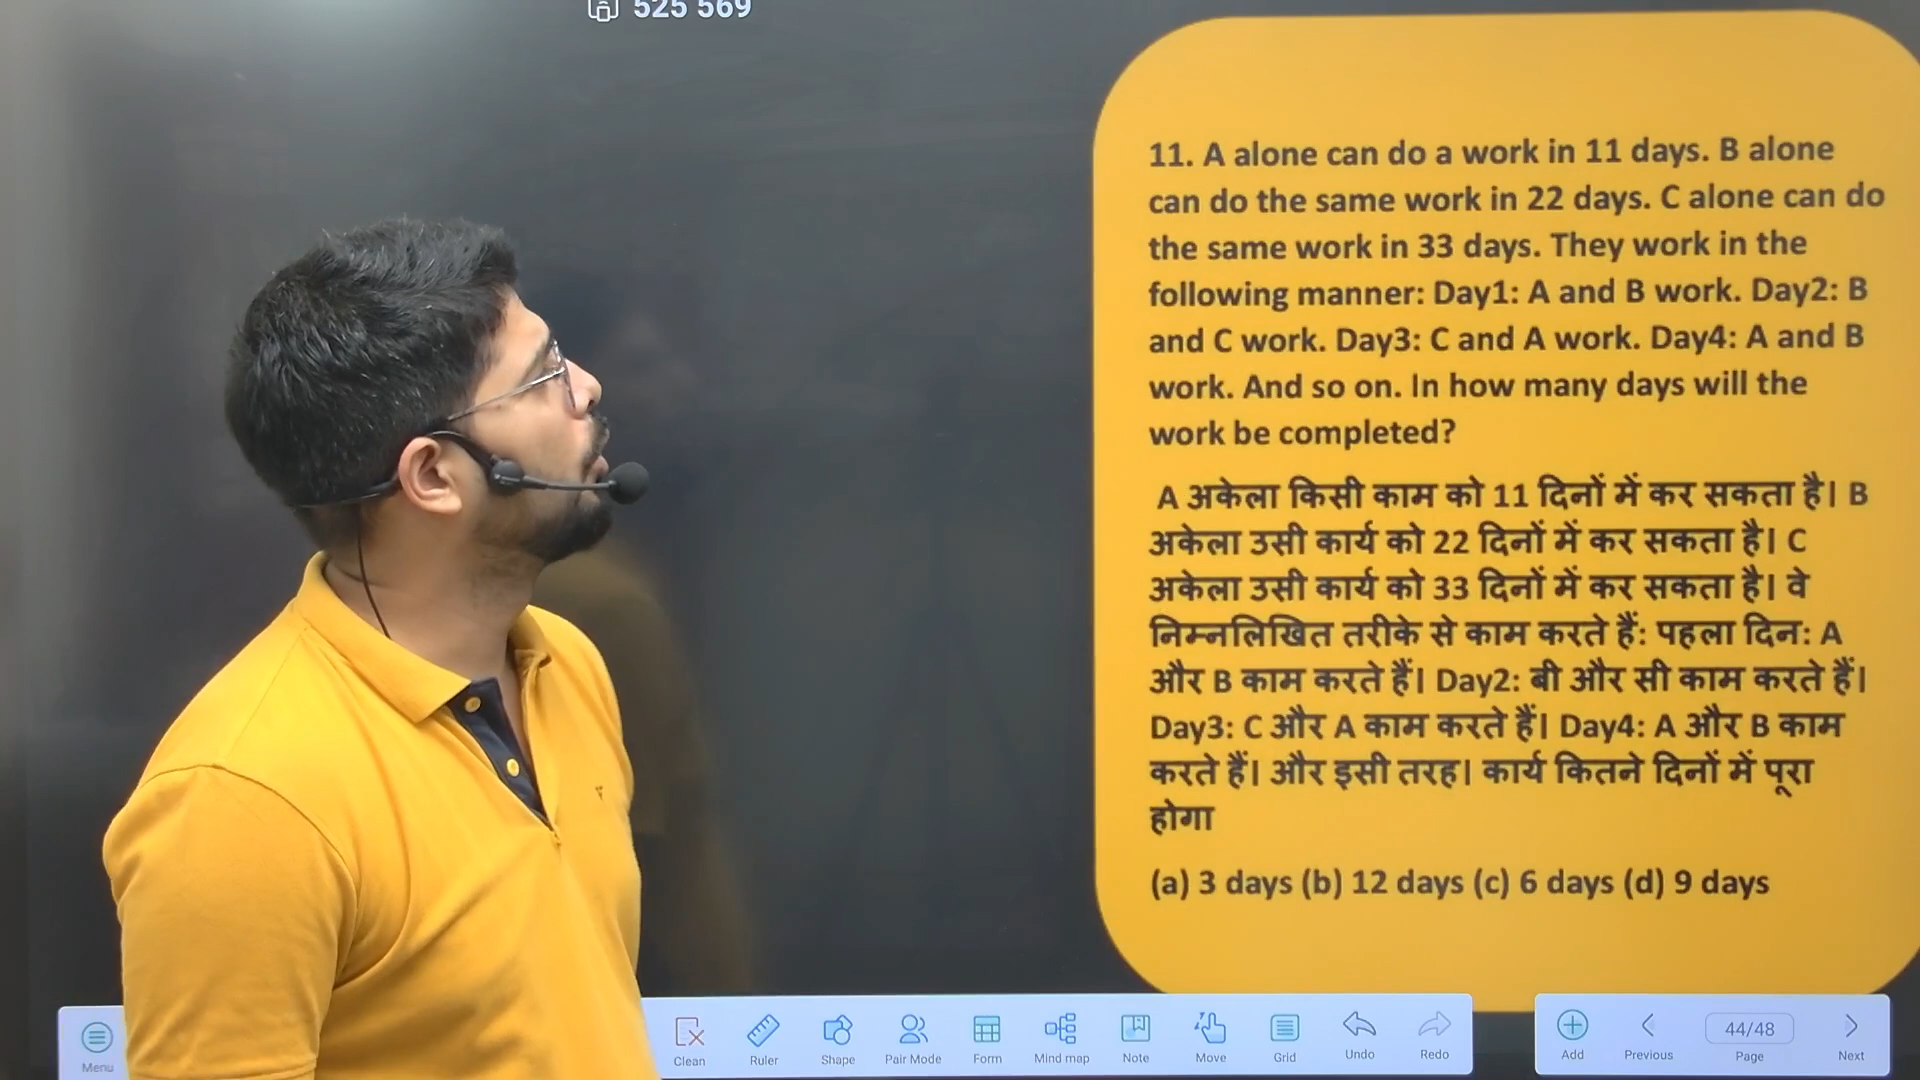 525 569
11. A alone can do a work in 11 days. B alone
can do the same work in 22 days. C alone can do
the same work in 33 days. They work in the
following manner: Day1: A and B work. Day2: B
and C work. Day3: C and A work. Day4: A and B
work. And so on. In how many days will the
work be completed?
A अकेला किसी काम को 11 दिनों में कर सकता है। B
अकेला उसी कार्य को 22 दिनों में कर सकता है। C
अकेला उसी कार्य को 33 दिनों में कर सकता है। वे
निम्नलिखित तरीके से काम करते हैं: पहला दिन: A
और B काम करते हैं। Day2: बी और सी काम करते हैं।
Day3: C और A काम करते हैं। Day4: A और B काम
करते हैं। और इसी तरह। कार्य कितने दिनों में पूरा
होगा
(a) 3 days (b) 12 days (c) 6 days (d) 9 days
Menu Clean Ruler Shape Pair Mode Form Mind map Note Move Grid Undo Redo Add Previous 44/48 Page Next